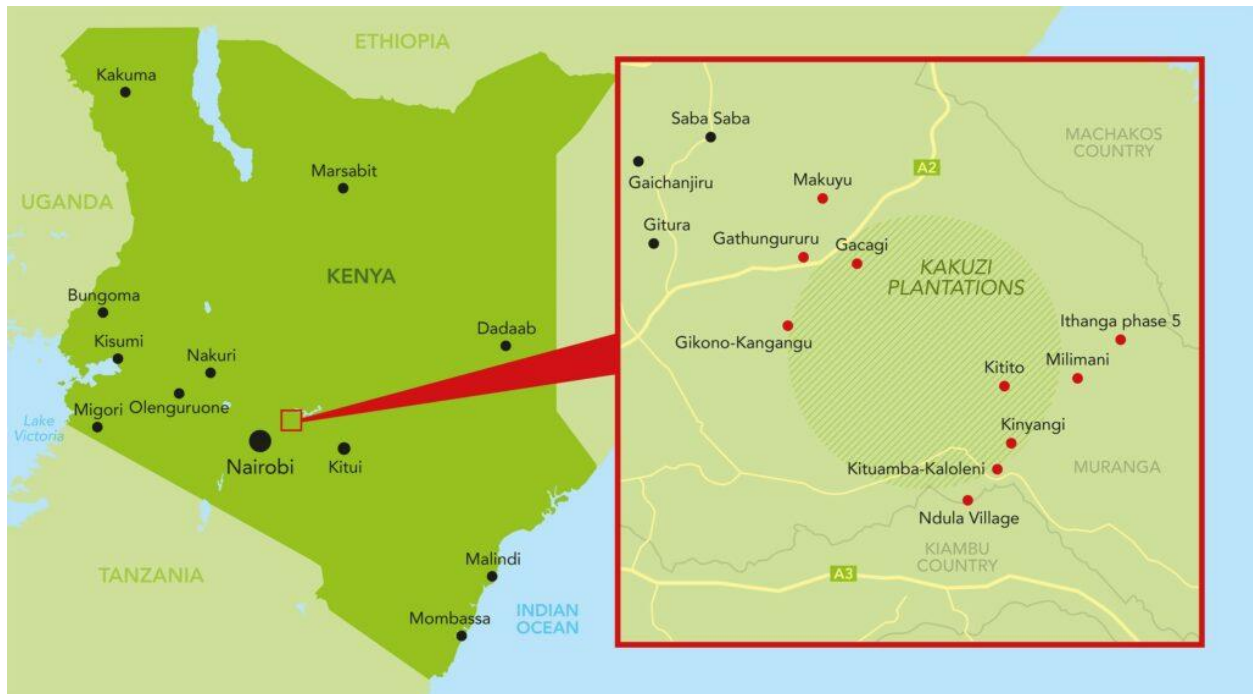 ETHIOPIA
Kakuma
Marsabit
UGANDA
KENYA
Bungoma
Kisumi
Nakuri
Dadaab
Migori
Olenguruone
Lake
Victoria
Nairobi
Kitui
TANZANIA
Malindi
Mombassa
INDIAN
OCEAN
Saba Saba
MACHAKOS
COUNTRY
A2
Gaichanjiru
Makuyu
Gitura
Gathungururu
Gacagi
KAKUZI
PLANTATIONS
Ithanga phase 5
Gikono-Kangangu
Kitito
Milimani
Kinyangi
Kituamba-Kaloleni
MURANGA
Ndula Village
KIAMBU
COUNTRY
A3